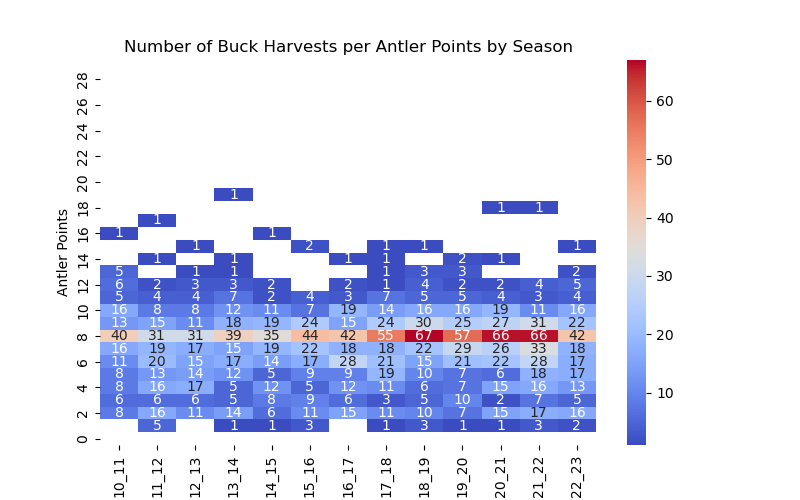 Number of Buck Harvests per Antler Points by Season
Antler Points
28
26
24
22
20
1
18 1 1
1
16 1 1
1 2 1 1 1
14 1 1 1 1 2 1
5 1 1 1 3 3 2
12 6 2 3 3 2 2 1 4 2 2 4 5
5 4 4 7 2 4 3 7 5 5 4 3 4
10 16 8 8 12 11 7 19 14 16 16 19 11 16
13 15 11 18 19 24 15 24 30 25 27 31 22
8 40 31 31 39 35 44 42 55 67 57 66 66 42
16 19 17 15 19 22 18 18 22 29 26 33 18
6 11 20 15 17 14 17 28 21 15 21 22 28 17
8 13 14 12 5 9 9 19 10 7 6 18 17
4 8 16 17 5 12 5 12 11 6 7 15 16 13
6 6 6 5 8 9 6 3 5 10 2 7 5
2 8 16 11 14 6 11 15 11 10 7 15 17 16
5 1 1 3 1 3 1 1 3 2
0
10_11 11_12 12_13 13_14 14_15 15_16 16_17 17_18 18_19 19_20 20_21 21_22 22_23
60
50
40
30
20
10